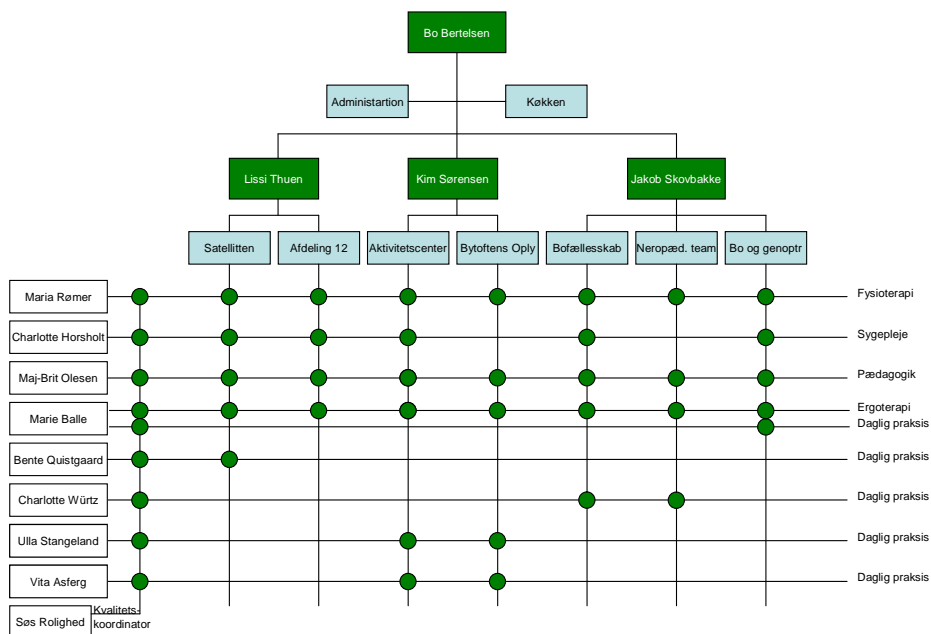 Bo Bertelsen
Administartion
Køkken
Lissi Thuen
Kim Sørensen
Jakob Skovbakke
Satellitten
Afdeling 12
Aktivitetscenter
Bytoftens Oply
Bofællesskab
Neropæd. team
Bo og genoptr
Maria Rømer
Fysioterapi
Charlotte Horsholt
Sygepleje
Maj-Brit Olesen
Pædagogik
Marie Balle
Ergoterapi
Daglig praksis
Bente Quistgaard
Daglig praksis
Charlotte Würtz
Daglig praksis
Ulla Stangeland
Daglig praksis
Vita Asferg
Daglig praksis
Søs Rolighed
Kvalitets-
koordinator